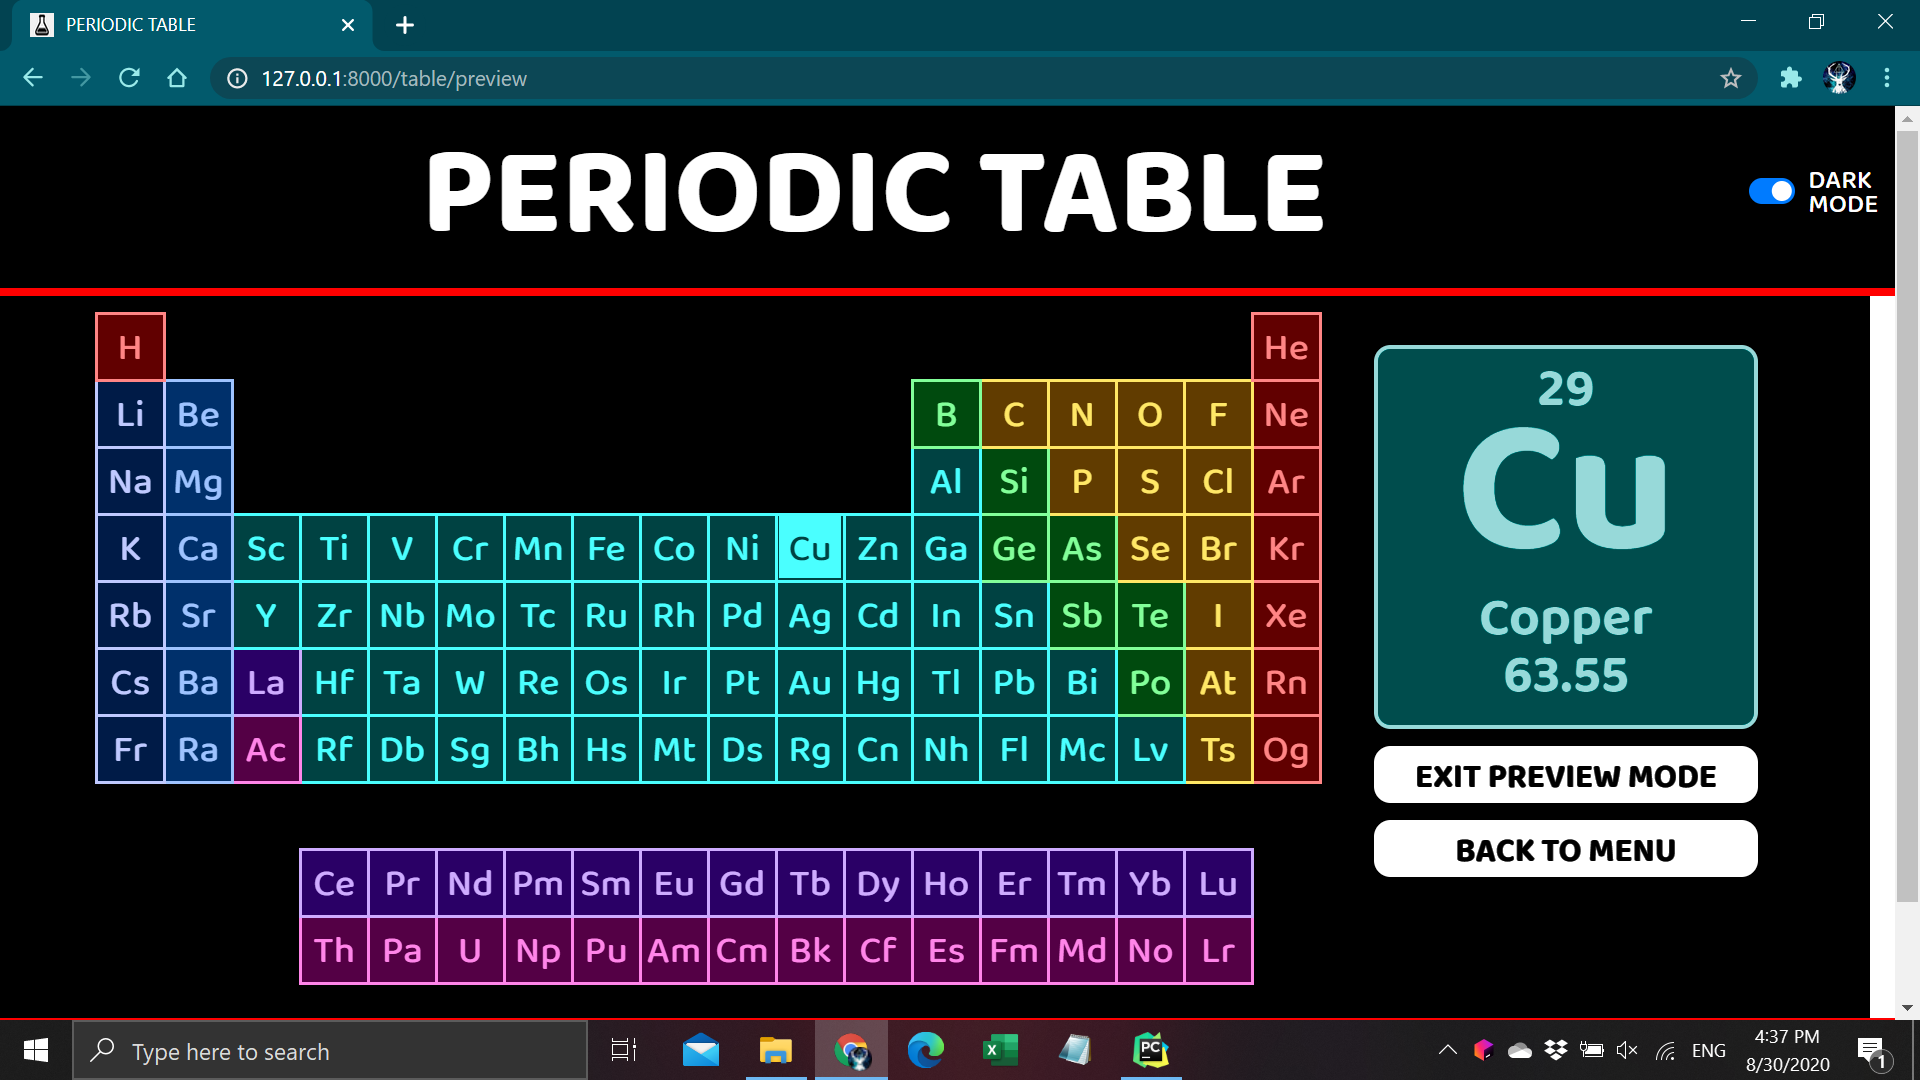 PERIODIC TABLE
127.0.0.1:8000/table/preview
PERIODIC TABLE
DARK
MODE
H He
Li Be B C N O F Ne
Na Mg Al Si P S Cl Ar
K Ca Sc Ti V Cr Mn Fe Co Ni Cu Zn Ga Ge As Se Br Kr
Rb Sr Y Zr Nb Mo Tc Ru Rh Pd Ag Cd In Sn Sb Te I Xe
Cs Ba La Hf Ta W Re Os Ir Pt Au Hg Tl Pb Bi Po At Rn
Fr Ra Ac Rf Db Sg Bh Hs Mt Ds Rg Cn Nh Fl Mc Lv Ts Og
Ce Pr Nd Pm Sm Eu Gd Tb Dy Ho Er Tm Yb Lu
Th Pa U Np Pu Am Cm Bk Cf Es Fm Md No Lr
29
Cu
Copper
63.55
EXIT PREVIEW MODE
BACK TO MENU
Type here to search
PC
ENG
4:37 PM
8/30/2020
1